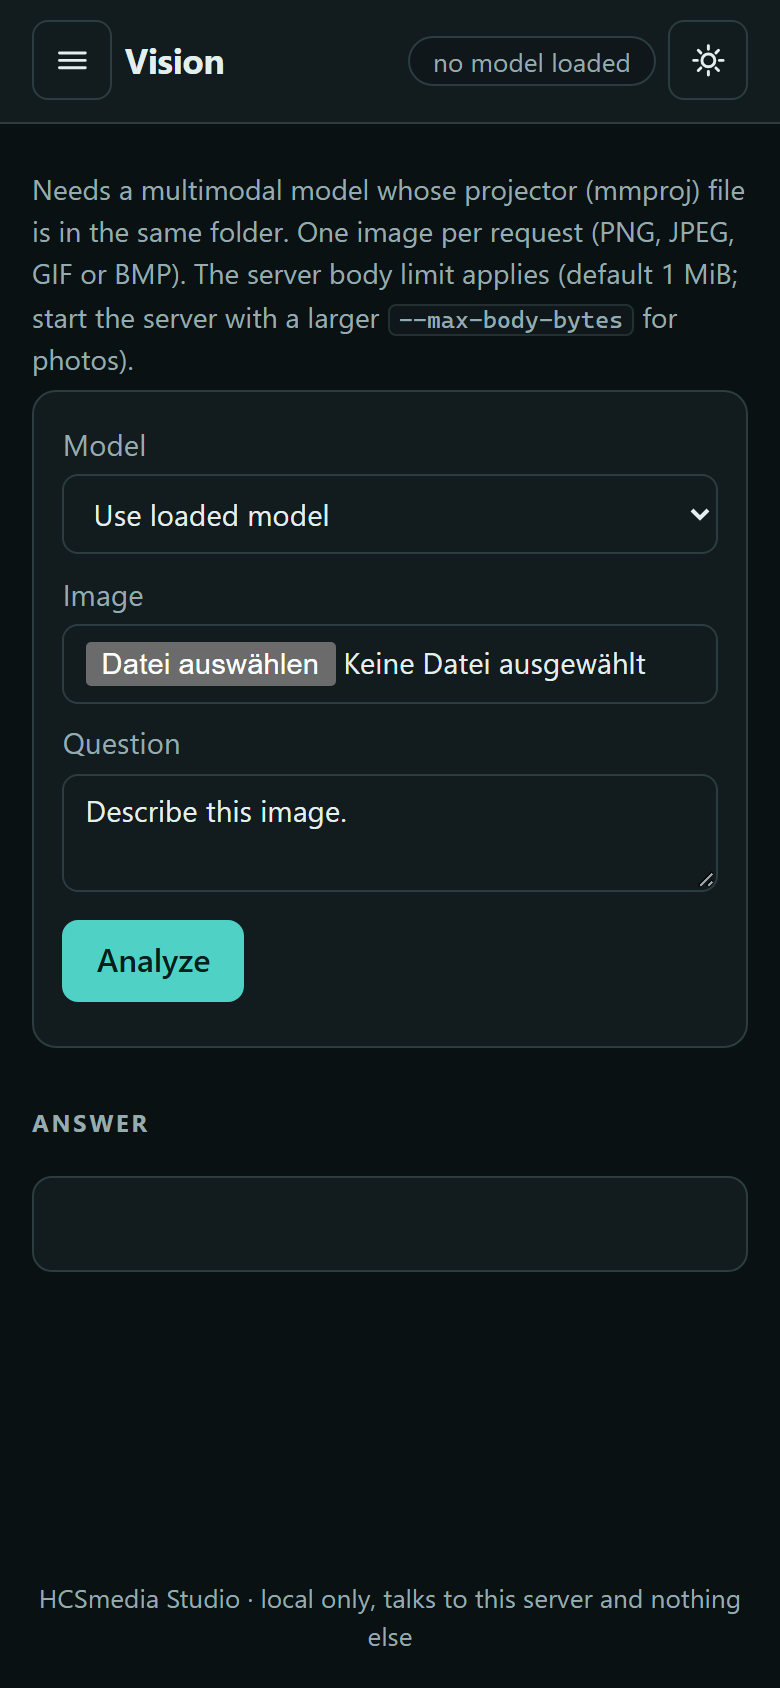 Vision
no model loaded
Needs a multimodal model whose projector (mmproj) file
is in the same folder. One image per request (PNG, JPEG,
GIF or BMP). The server body limit applies (default 1 MiB;
start the server with a larger --max-body-bytes for
photos).
Model
Use loaded model
Image
Datei auswählen Keine Datei ausgewählt
Question
Describe this image.
Analyze
ANSWER
HCSmedia Studio · local only, talks to this server and nothing
else